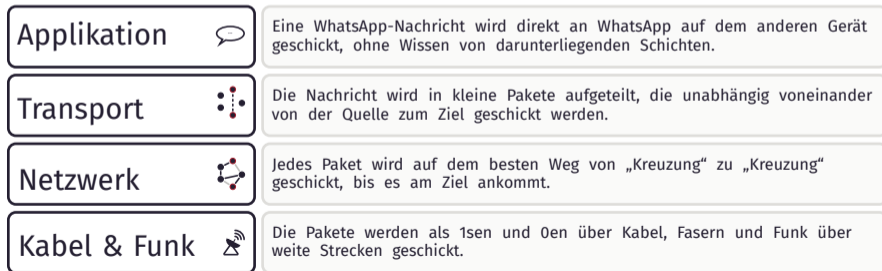 Applikation
Eine WhatsApp-Nachricht wird direkt an WhatsApp auf dem anderen Gerät
geschickt, ohne Wissen von darunterliegenden Schichten.
Transport
Die Nachricht wird in kleine Pakete aufgeteilt, die unabhängig voneinander
von der Quelle zum Ziel geschickt werden.
Netzwerk
Jedes Paket wird auf dem besten Weg von „Kreuzung“ zu „Kreuzung“
geschickt, bis es am Ziel ankommt.
Kabel & Funk
Die Pakete werden als 1sen und 0en über Kabel, Fasern und Funk über
weite Strecken geschickt.